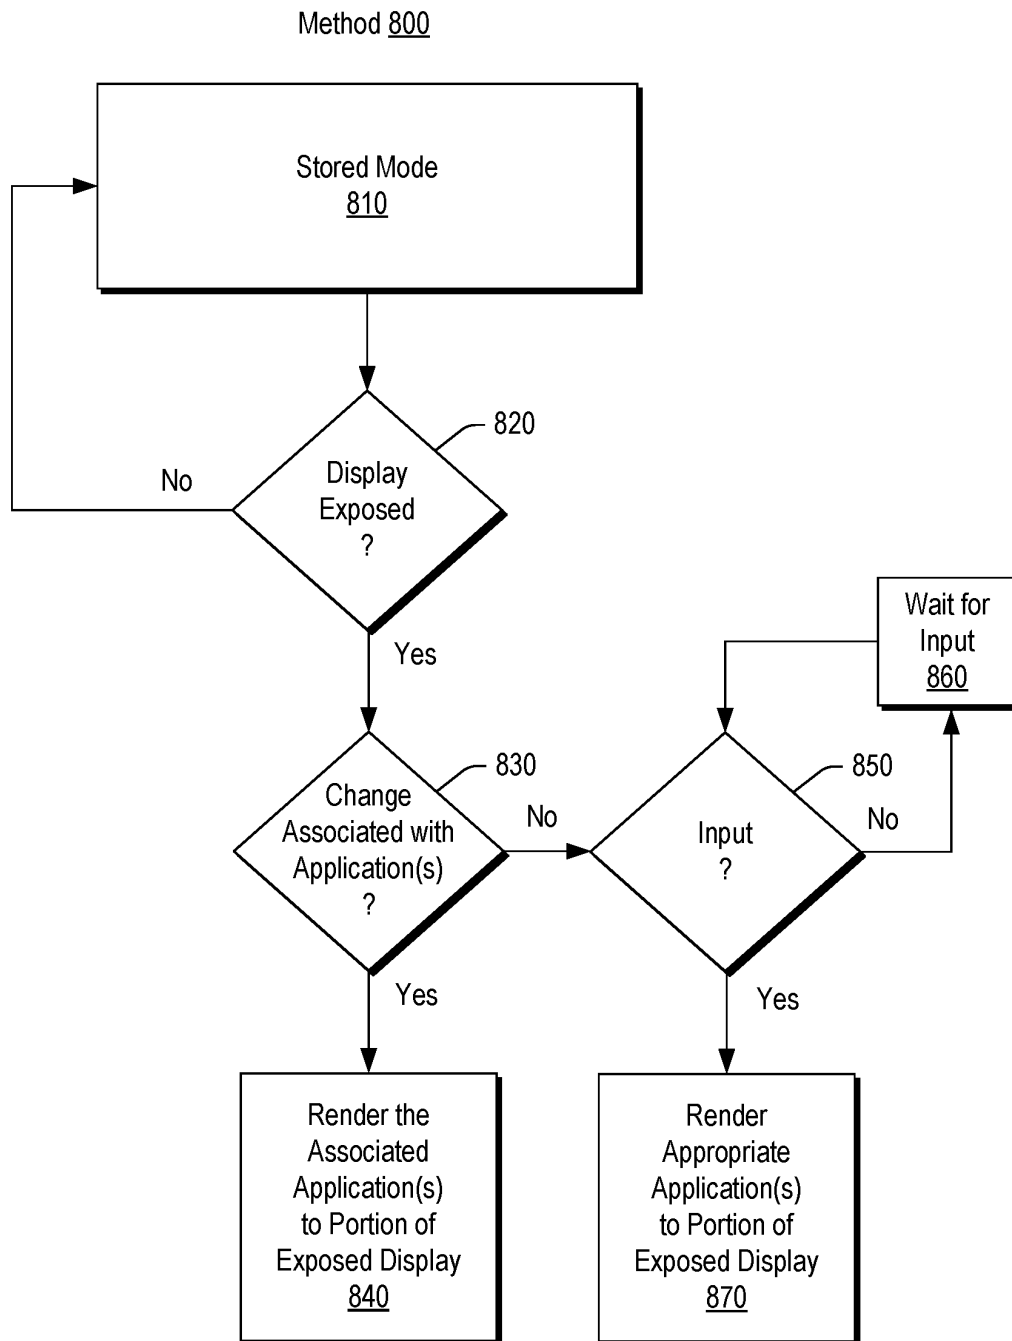 Method 800
Stored Mode
810
820
Display
Exposed
?
No
Yes
830
Change
Associated with
Application(s)
?
No
Yes
Wait for
Input
860
850
Input
?
No
Yes
Render the
Associated
Application(s)
to Portion of
Exposed Display
840
Render
Appropriate
Application(s)
to Portion of
Exposed Display
870